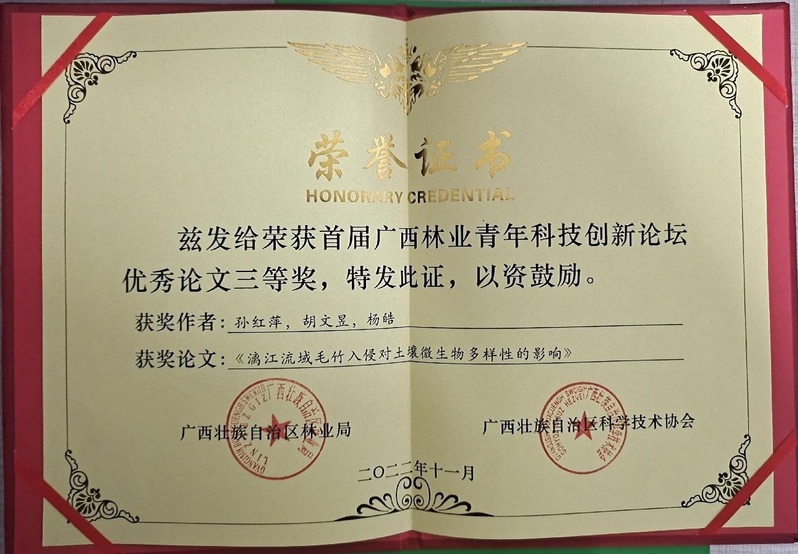 荣誉证书
HONORARY CREDENTIAL
兹发给荣获首届广西林业青年科技创新论坛
优秀论文三等奖，特发此证，以资鼓励。
获奖作者：孙红萍，胡文昱，杨皓
获奖论文：《漓江流域毛竹入侵对土壤微生物多样性的影响》
广西壮族自治区林业局
广西壮族自治区科学技术协会
二〇二二年十一月